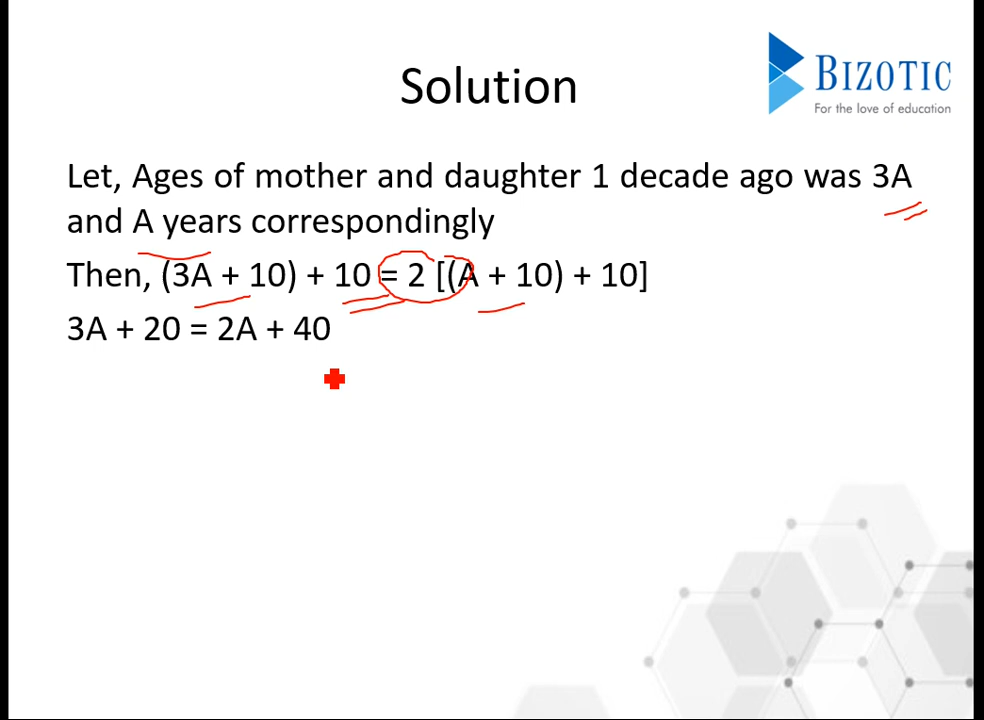 Solution
BIZOTIC
For the love of education
Let, Ages of mother and daughter 1 decade ago was 3A
and A years correspondingly
Then, (3A + 10) + 10 = 2 [(A + 10) + 10]
3A + 20 = 2A + 40